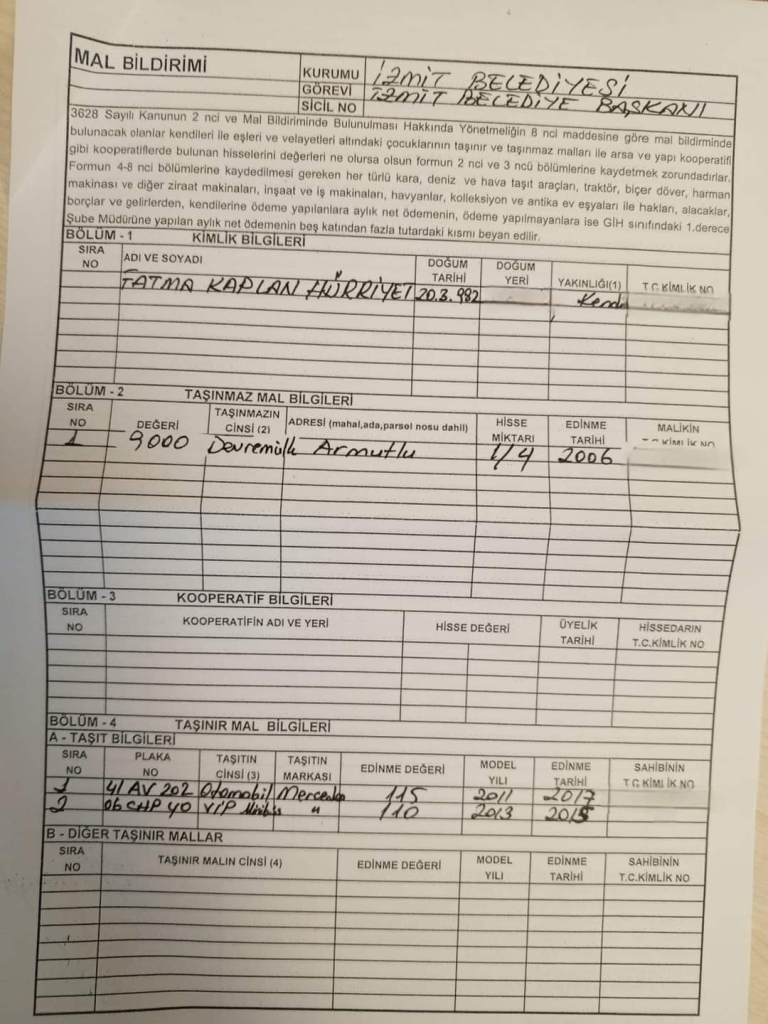 MAL BİLDİRİMİ
KURUMU İZMİT BELEDİYESİ
GÖREVİ İZMİT BELEDİYE BAŞKANI
SİCİL NO
3628 Sayılı Kanunun 2 nci ve Mal Bildiriminde Bulunulması Hakkında Yönetmeliğin 8 nci maddesine göre mal bildirminde
bulunacak olanlar kendileri ile eşleri ve velayetleri altındaki çocuklarının taşınır ve taşınmaz malları ile arsa ve yapı kooperatifi
gibi kooperatiflerde bulunan hisselerini değerleri ne olursa olsun formun 2 nci ve 3 ncü bölümlerine kaydetmek zorundadırlar.
Formun 4-8 nci bölümlerine kaydedilmesi gereken her türlü kara, deniz ve hava taşıt araçları, traktör, biçer döver, harman
makinası ve diğer ziraat makinaları, inşaat ve iş makinaları, havyanlar, kolleksiyon ve antika ev eşyaları ile hakları, alacaklar,
borçlar ve gelirlerden, kendilerine ödeme yapılanlara aylık net ödemenin, ödeme yapılmayanlara ise GİH sınıfındaki 1.derece
Şube Müdürüne yapılan aylık net ödemenin beş katından fazla tutardaki kısmı beyan edilir.
BÖLÜM - 1 KİMLİK BİLGİLERİ
SIRA NO ADI VE SOYADI DOĞUM TARİHİ DOĞUM YERİ YAKINLIĞI(1) T.C.KİMLİK NO
FATMA KAPLAN HÜRRİYET 20.3.982 Kendi
BÖLÜM - 2 TAŞINMAZ MAL BİLGİLERİ
SIRA NO DEĞERİ TAŞINMAZIN CİNSİ (2) ADRESİ (mahal,ada,parsel nosu dahil) HİSSE MİKTARI EDİNME TARİHİ MALİKİN T.C KİMLİK NO
1 9000 Devremülk Armutlu 1/4 2006
BÖLÜM - 3 KOOPERATİF BİLGİLERİ
SIRA NO KOOPERATİFİN ADI VE YERİ HİSSE DEĞERİ ÜYELİK TARİHİ HİSSEDARIN T.C.KİMLİK NO
BÖLÜM - 4 TAŞINIR MAL BİLGİLERİ
A - TAŞIT BİLGİLERİ
SIRA NO PLAKA NO TAŞITIN CİNSİ (3) TAŞITIN MARKASI EDİNME DEĞERİ MODEL YILI EDİNME TARİHİ SAHİBİNİN T.C.KİMLİK NO
1 41 AV 202 Otomobil Mercedes 115 2011 2017
2 06 CHP 40 VIP Minibüs " 110 2013 2015
B - DİĞER TAŞINIR MALLAR
SIRA NO TAŞINIR MALIN CİNSİ (4) EDİNME DEĞERİ MODEL YILI EDİNME TARİHİ SAHİBİNİN T.C.KİMLİK NO